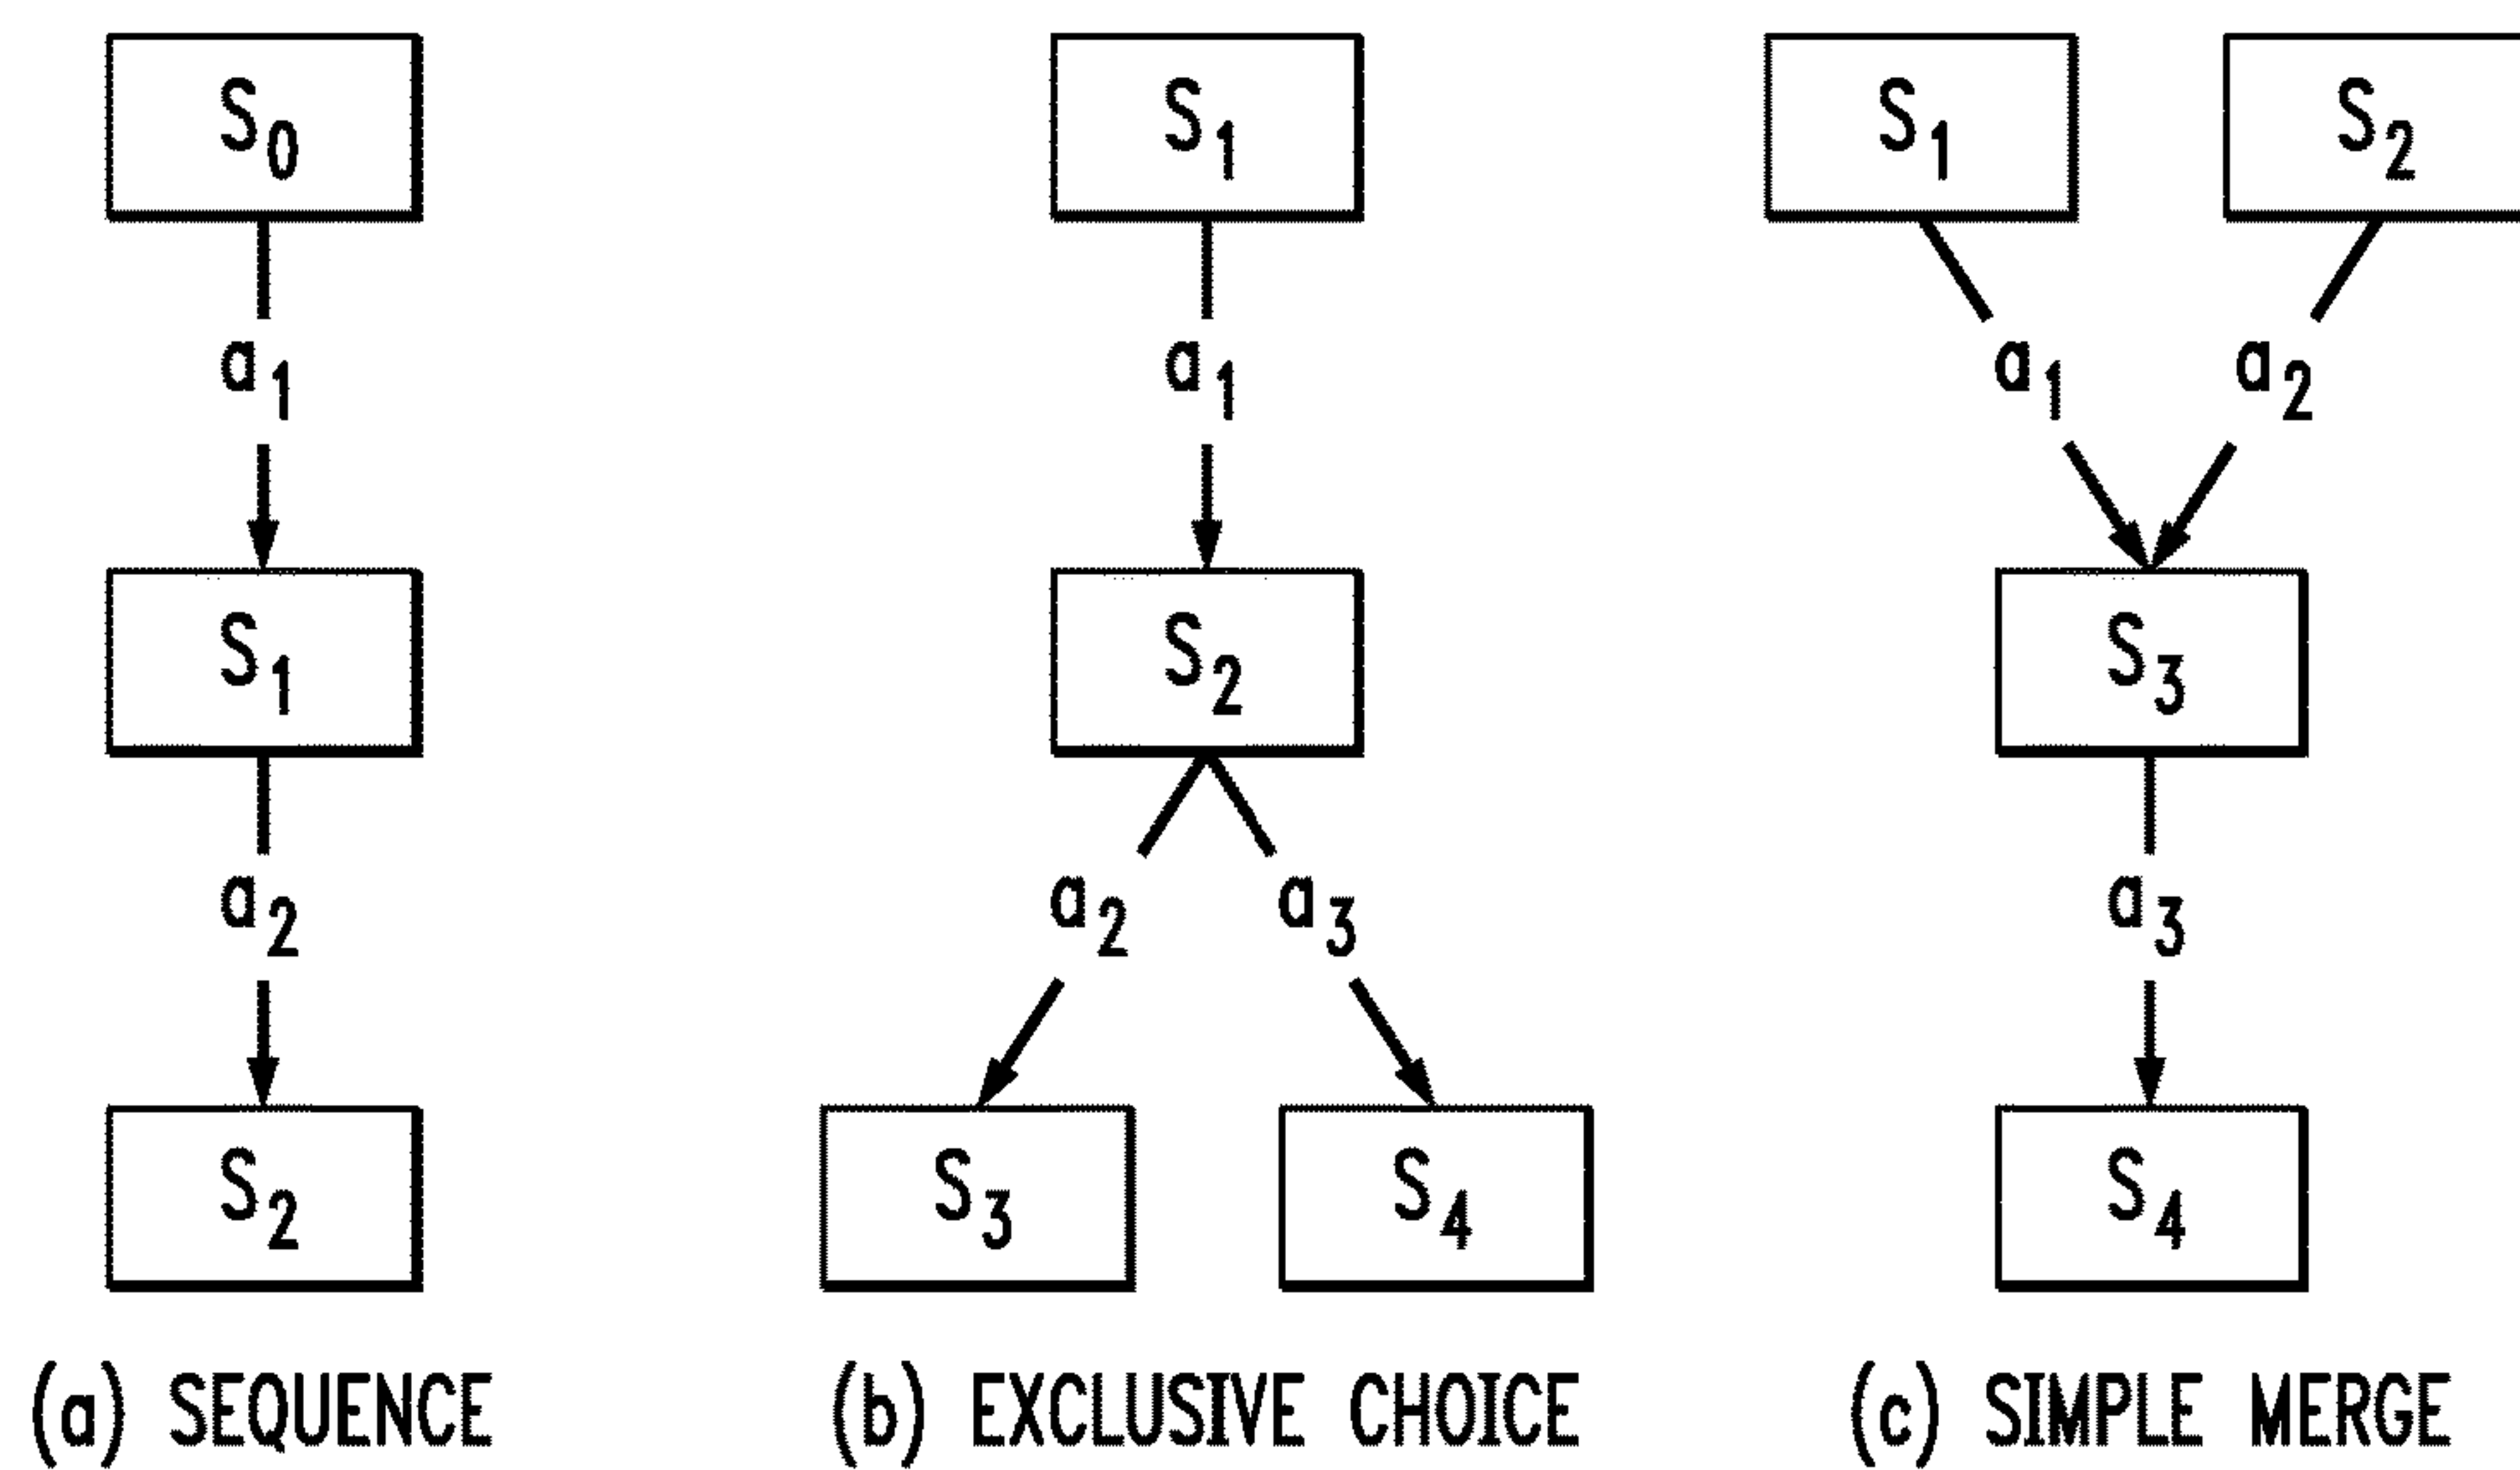 S0 S1 S1 S2
a1 a1 a1 a2
S1 S2 S3
a2 a2 a3 a3
S2 S3 S4 S4
(a) SEQUENCE (b) EXCLUSIVE CHOICE (c) SIMPLE MERGE